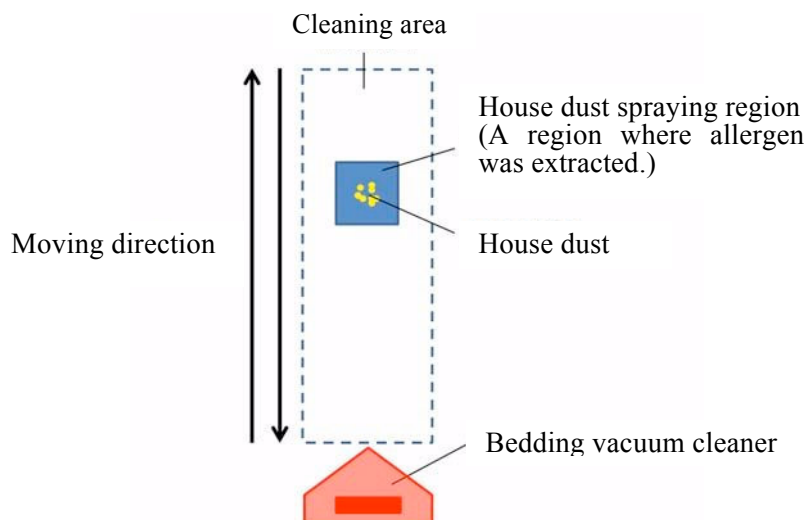 Cleaning area
House dust spraying region
(A region where allergen
was extracted.)
Moving direction
House dust
Bedding vacuum cleaner